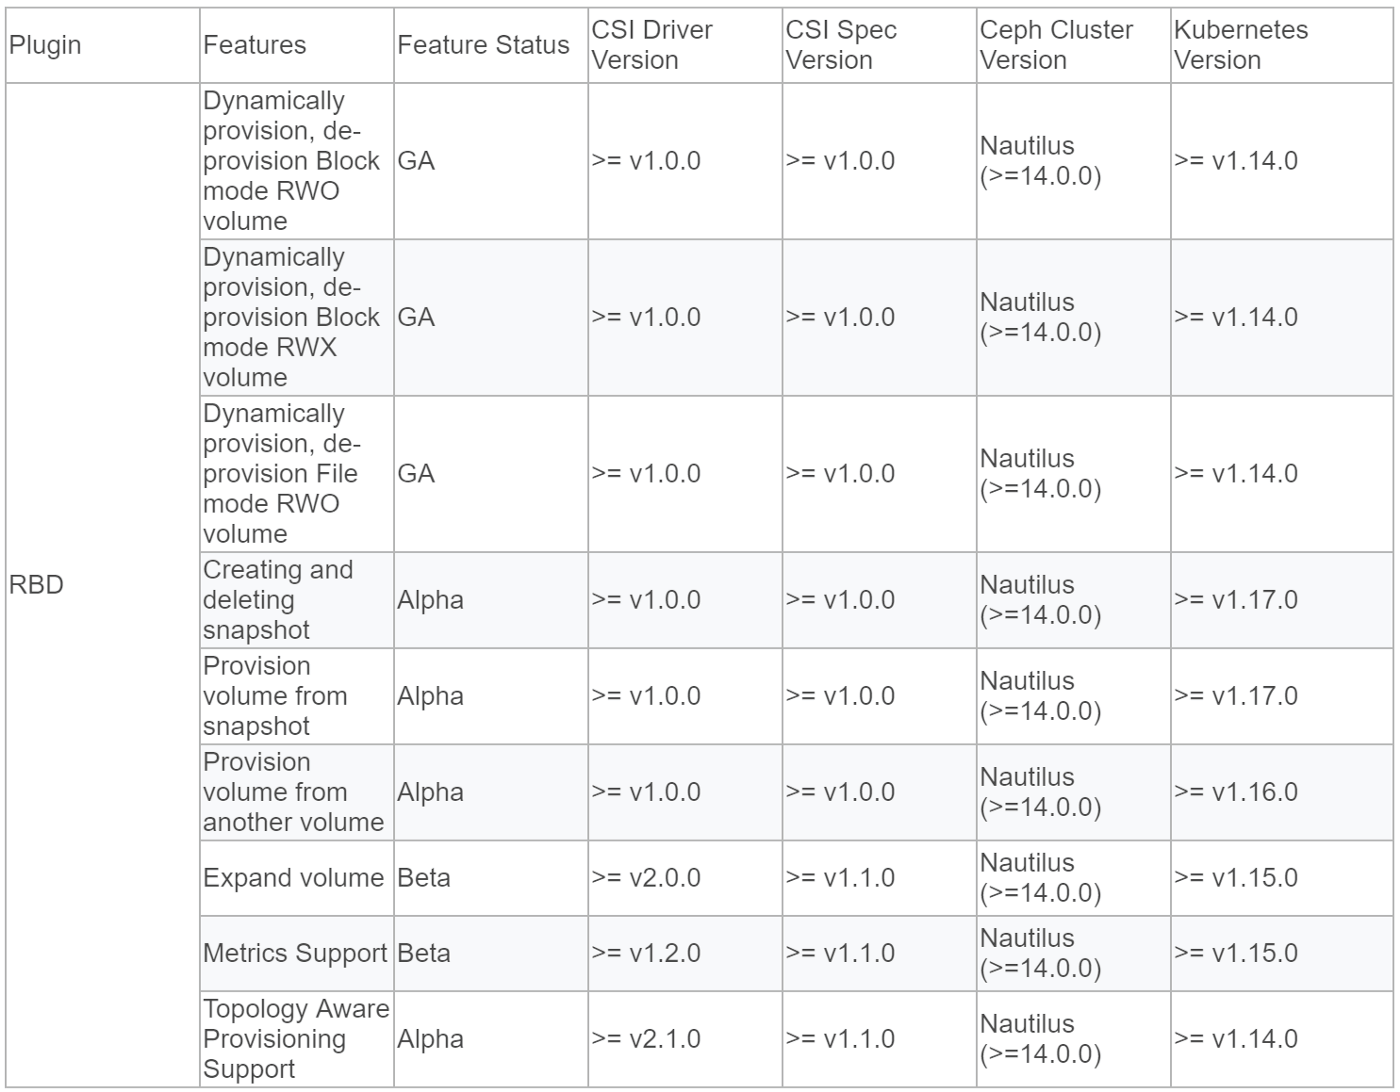 Plugin
Features
Feature Status
CSI Driver
Version
CSI Spec
Version
Ceph Cluster
Version
Kubernetes
Version
RBD
Dynamically
provision, de-
provision Block
mode RWO
volume
GA
>= v1.0.0
>= v1.0.0
Nautilus
(>=14.0.0)
>= v1.14.0
Dynamically
provision, de-
provision Block
mode RWX
volume
GA
>= v1.0.0
>= v1.0.0
Nautilus
(>=14.0.0)
>= v1.14.0
Dynamically
provision, de-
provision File
mode RWO
volume
GA
>= v1.0.0
>= v1.0.0
Nautilus
(>=14.0.0)
>= v1.14.0
Creating and
deleting
snapshot
Alpha
>= v1.0.0
>= v1.0.0
Nautilus
(>=14.0.0)
>= v1.17.0
Provision
volume from
snapshot
Alpha
>= v1.0.0
>= v1.0.0
Nautilus
(>=14.0.0)
>= v1.17.0
Provision
volume from
another volume
Alpha
>= v1.0.0
>= v1.0.0
Nautilus
(>=14.0.0)
>= v1.16.0
Expand volume
Beta
>= v2.0.0
>= v1.1.0
Nautilus
(>=14.0.0)
>= v1.15.0
Metrics Support
Beta
>= v1.2.0
>= v1.1.0
Nautilus
(>=14.0.0)
>= v1.15.0
Topology Aware
Provisioning
Support
Alpha
>= v2.1.0
>= v1.1.0
Nautilus
(>=14.0.0)
>= v1.14.0